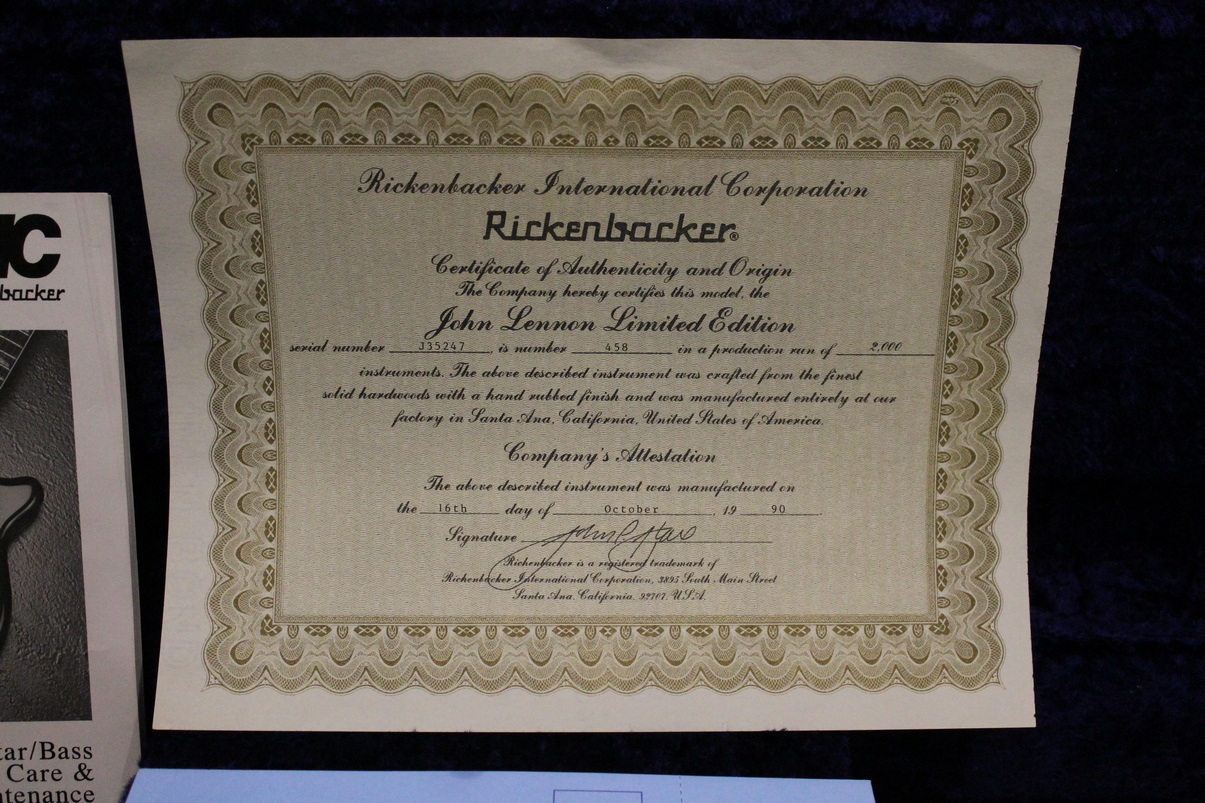 Rickenbacker International Corporation
Rickenbacker®
Certificate of Authenticity and Origin
The Company hereby certifies this model, the
John Lennon Limited Edition
serial number J35247, is number 458 in a production run of 2,000
instruments. The above described instrument was crafted from the finest
solid hardwoods with a hand rubbed finish and was manufactured entirely at our
factory in Santa Ana, California, United States of America.
Company's Attestation
The above described instrument was manufactured on
the 16th day of October, 19 90.
Signature John C Hall
Rickenbacker is a registered trademark of
Rickenbacker International Corporation, 3895 South Main Street
Santa Ana, California. 92707. U.S.A.
IC
backer
tar/Bass
Care &
tenance